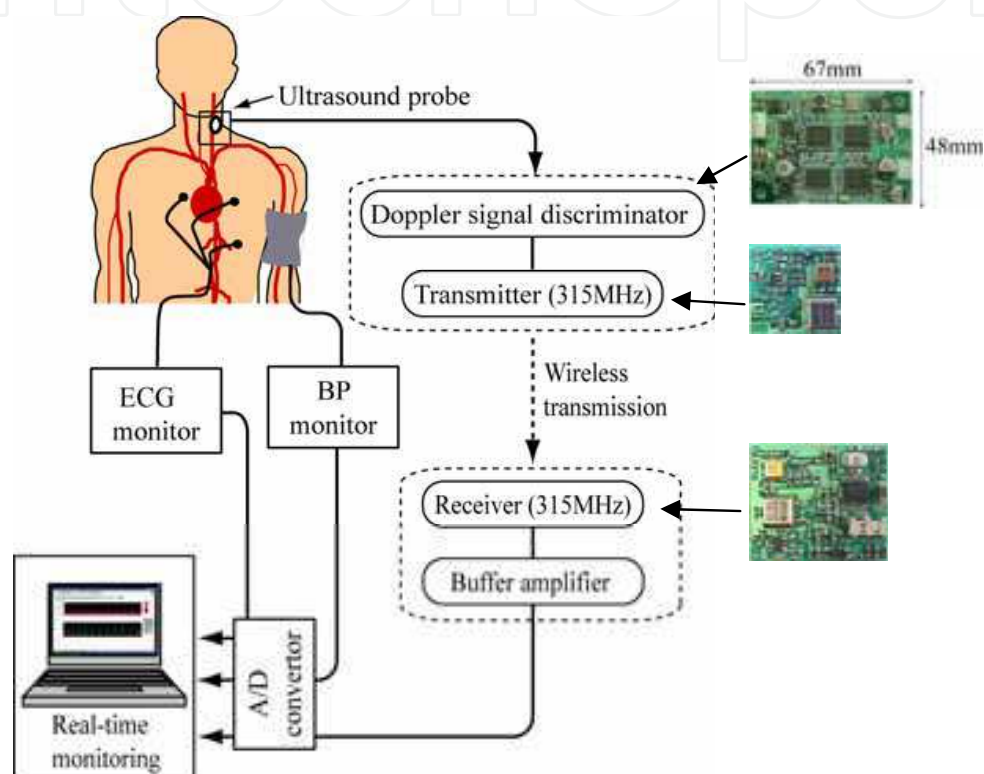 Ultrasound probe
67mm
48mm
Doppler signal discriminator
Transmitter (315MHz)
Wireless
transmission
ECG
monitor
BP
monitor
Receiver (315MHz)
Buffer amplifier
A/D
convertor
Real-time
monitoring